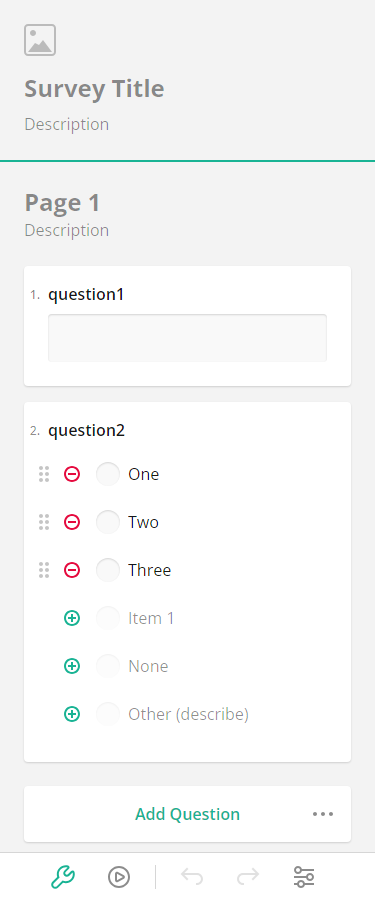 Survey Title
Description
Page 1
Description
1. question1
2. question2
One
Two
Three
Item 1
None
Other (describe)
Add Question